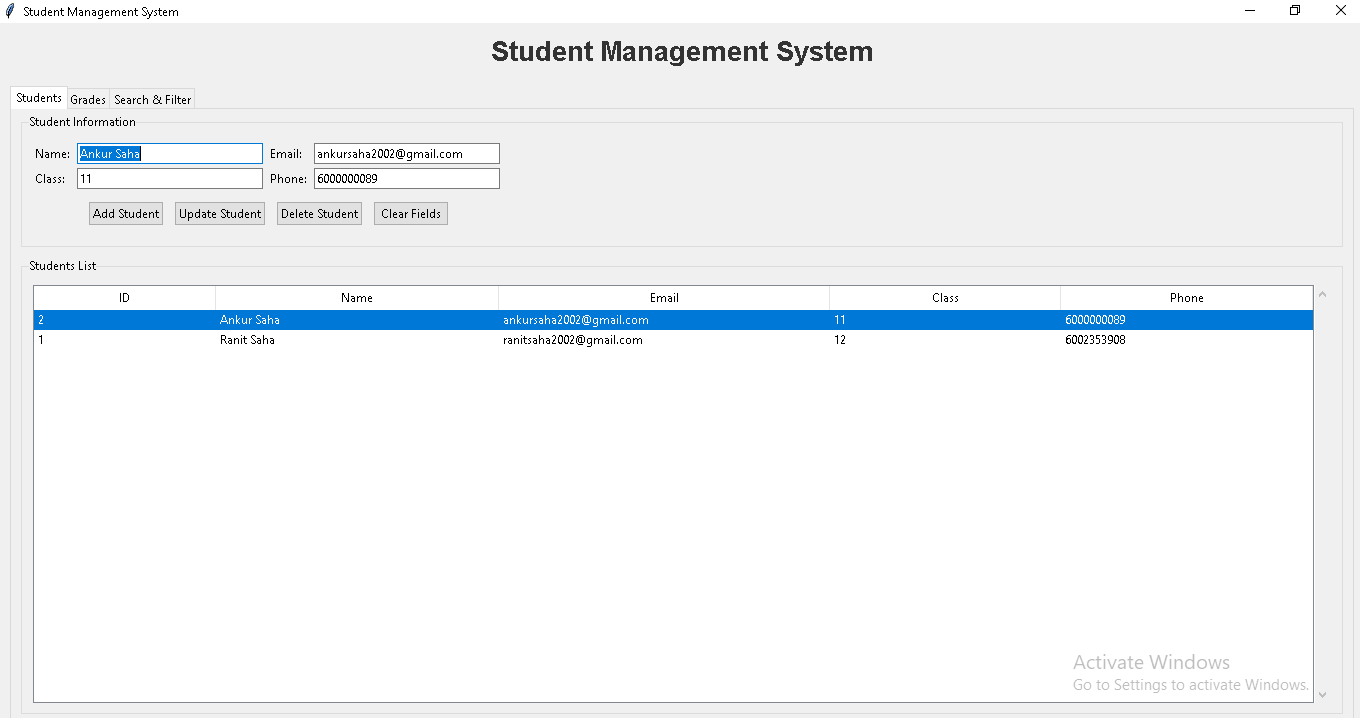 Student Management System
Student Management System
Students Grades Search & Filter
Student Information
Name: Ankur Saha Email: ankursaha2002@gmail.com
Class: 11 Phone: 6000000089
Add Student Update Student Delete Student Clear Fields
Students List
ID Name Email Class Phone
2 Ankur Saha ankursaha2002@gmail.com 11 6000000089
1 Ranit Saha ranitsaha2002@gmail.com 12 6002353908
Activate Windows
Go to Settings to activate Windows.